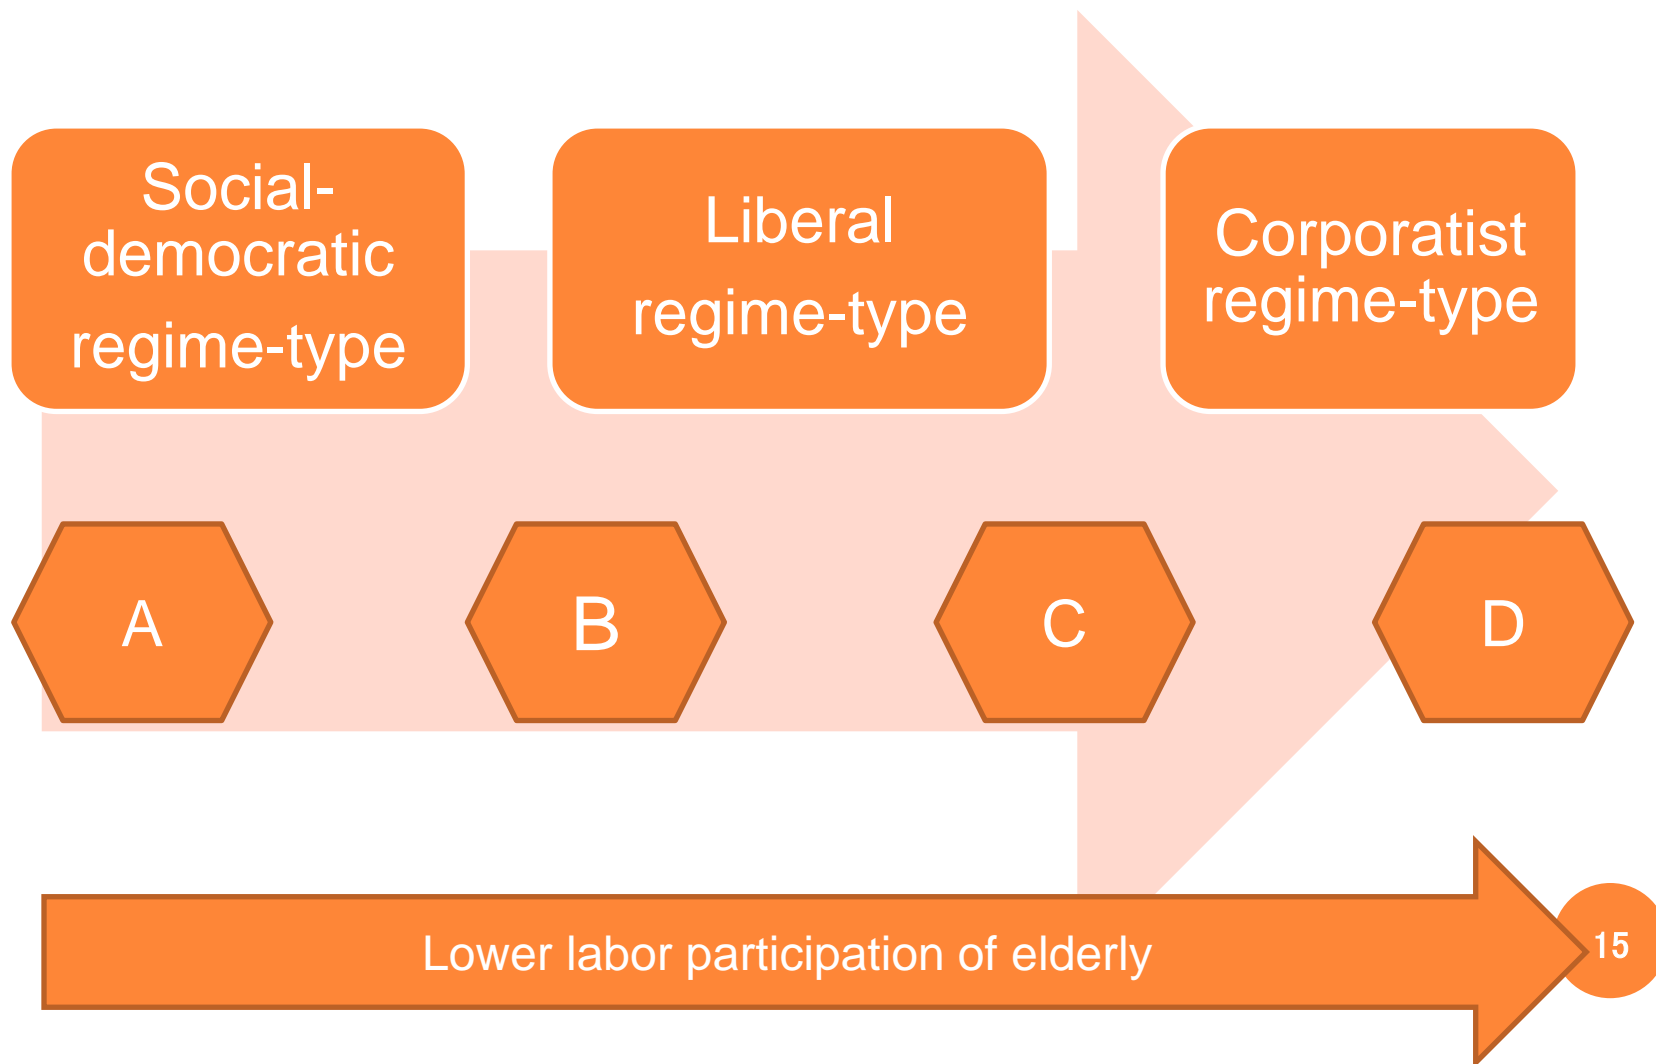 Social-
democratic
regime-type
Liberal
regime-type
Corporatist
regime-type
A
B
C
D
Lower labor participation of elderly
15